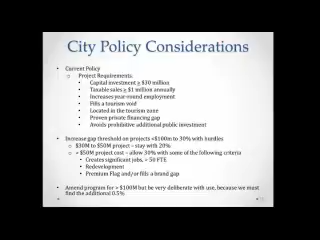 City Policy Considerations
• Current Policy
o Project Requirements:
• Capital investment ≥ $30 million
• Taxable sales ≥ $1 million annually
• Increases year-round employment
• Fills a tourism void
• Located in the tourism zone
• Proven private financing gap
• Avoids prohibitive additional public investment
• Increase gap threshold on projects <$100m to 30% with hurdles
o $30M to $50M project – stay with 20%
o > $50M project cost – allow 30% with some of the following criteria
• Creates significant jobs, > 50 FTE
• Redevelopment
• Premium Flag and/or fills a brand gap
• Amend program for > $100M but be very deliberate with use, because we must
find the additional 0.5%